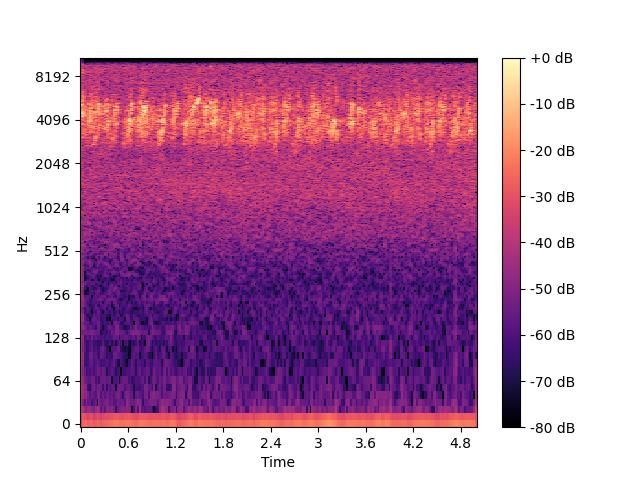 8192
4096
2048
1024
512
256
128
64
0
Hz
0 0.6 1.2 1.8 2.4 3 3.6 4.2 4.8
Time
+0 dB
-10 dB
-20 dB
-30 dB
-40 dB
-50 dB
-60 dB
-70 dB
-80 dB